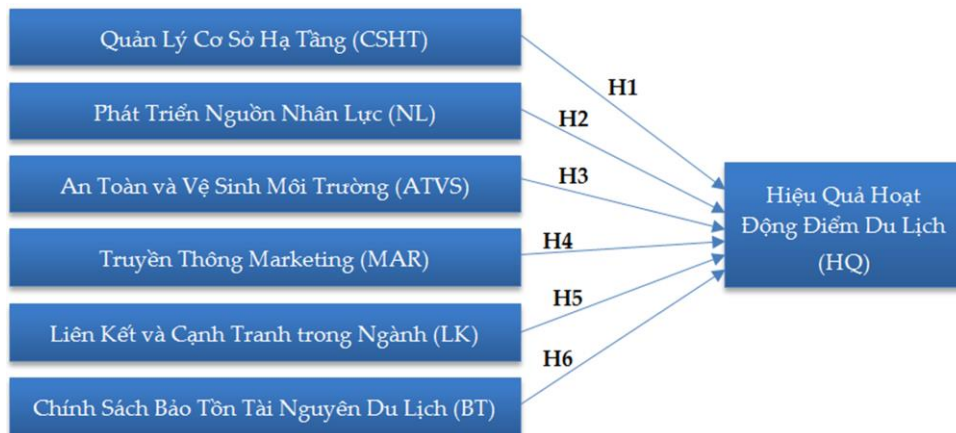 Quản Lý Cơ Sở Hạ Tầng (CSHT)
H1
Phát Triển Nguồn Nhân Lực (NL)
H2
An Toàn và Vệ Sinh Môi Trường (ATVS)
H3
Truyền Thông Marketing (MAR)
H4
Liên Kết và Cạnh Tranh trong Ngành (LK)
H5
Chính Sách Bảo Tồn Tài Nguyên Du Lịch (BT)
H6
Hiệu Quả Hoạt
Động Điểm Du Lịch
(HQ)